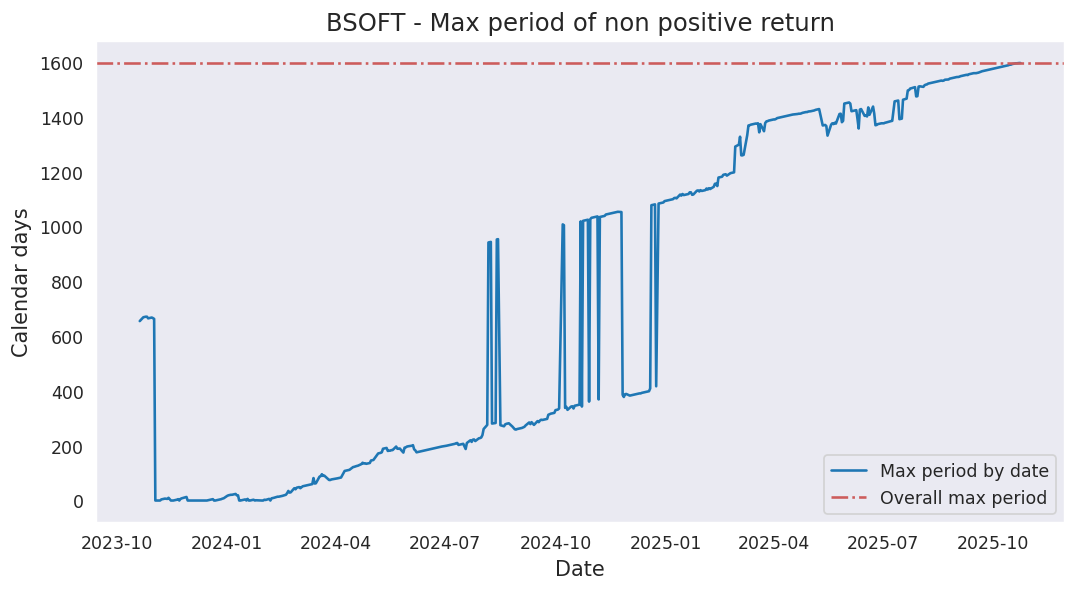 BSOFT - Max period of non positive return
Calendar days
1600
1400
1200
1000
800
600
400
200
0
Max period by date
Overall max period
2023-10 2024-01 2024-04 2024-07 2024-10 2025-01 2025-04 2025-07 2025-10
Date